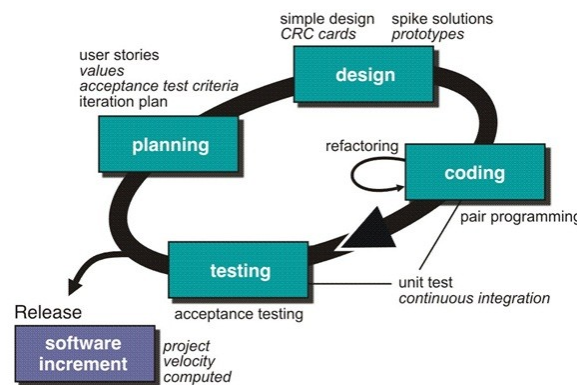 simple design
CRC cards
spike solutions
prototypes
user stories
values
acceptance test criteria
iteration plan
design
planning
refactoring
coding
pair programming
testing
unit test
continuous integration
acceptance testing
Release
software
increment
project
velocity
computed